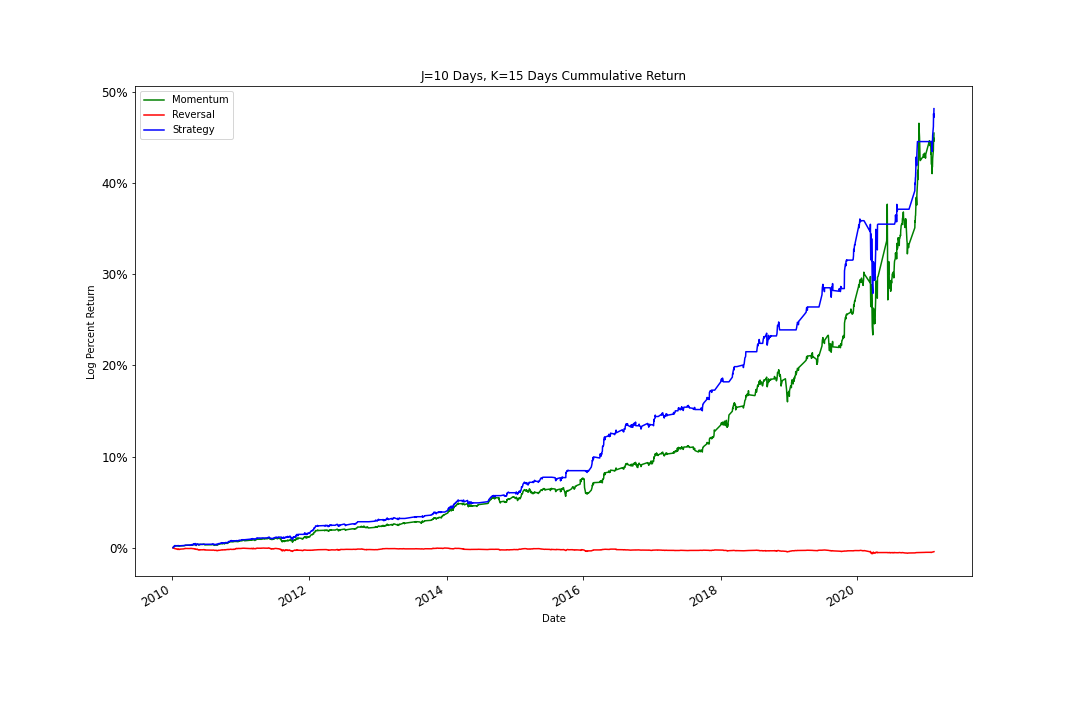 J=10 Days, K=15 Days Cummulative Return
Momentum
Reversal
Strategy
50%
40%
30%
20%
10%
0%
Log Percent Return
2010
2012
2014
2016
2018
2020
Date